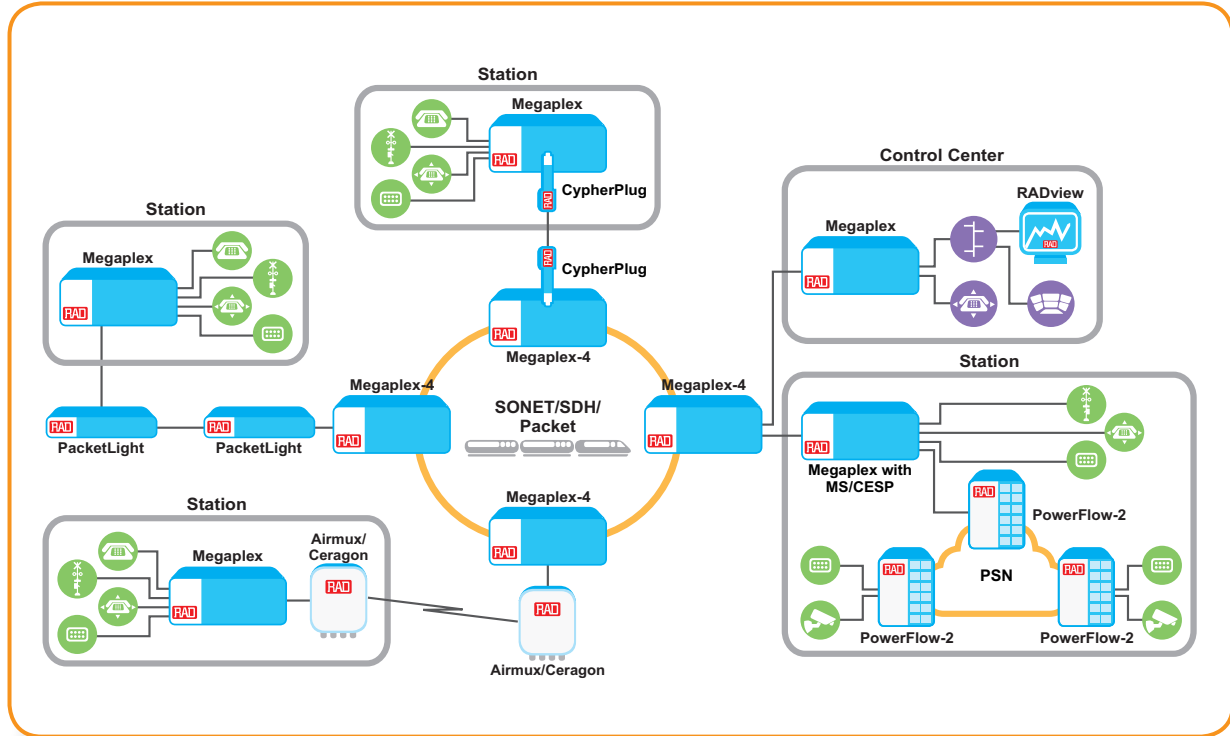 Station
Megaplex
RAD
CypherPlug
RAD
CypherPlug
RAD
Megaplex-4
RAD
Station
Megaplex
RAD
PacketLight
RAD
PacketLight
RAD
Megaplex-4
RAD
SONET/SDH/
Packet
Megaplex-4
RAD
Megaplex-4
RAD
Control Center
RADview
RAD
Megaplex
RAD
Station
RAD
Megaplex with
MS/CESP
RAD
PowerFlow-2
PSN
RAD
PowerFlow-2
RAD
PowerFlow-2
Station
Megaplex
RAD
Airmux/
Ceragon
RAD
RAD
Airmux/Ceragon